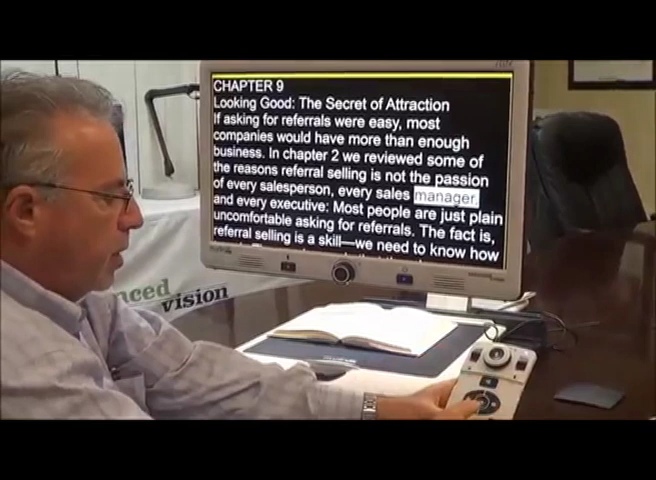 CHAPTER 9
Looking Good: The Secret of Attraction
If asking for referrals were easy, most
companies would have more than enough
business. In chapter 2 we reviewed some of
the reasons referral selling is not the passion
of every salesperson, every sales manager,
and every executive: Most people are just plain
uncomfortable asking for referrals. The fact is,
referral selling is a skill—we need to know how
nced
vision